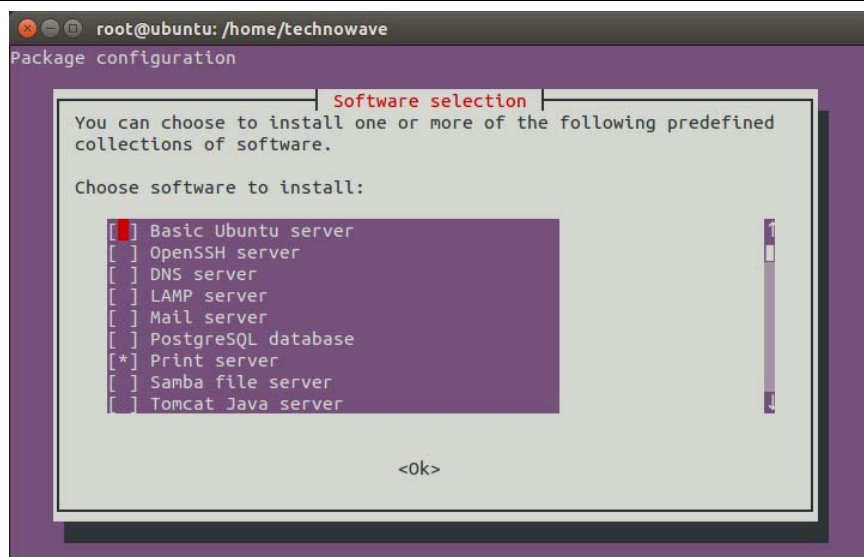 root@ubuntu: /home/technowave
Package configuration
Software selection
You can choose to install one or more of the following predefined
collections of software.
Choose software to install:
[ ] Basic Ubuntu server
[ ] OpenSSH server
[ ] DNS server
[ ] LAMP server
[ ] Mail server
[ ] PostgreSQL database
[*] Print server
[ ] Samba file server
[ ] Tomcat Java server
<Ok>